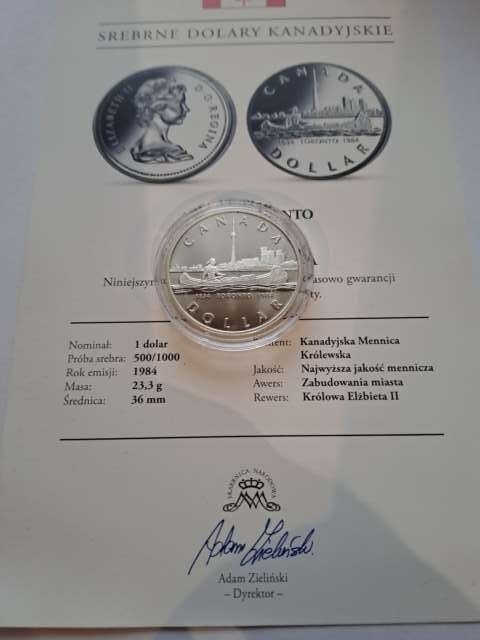 SREBRNE DOLARY KANADYJSKIE
ELIZABETH II D·G·REGINA
CANADA
1834 TORONTO 1984
DOLLAR
NTO
A
CANADA
1834 TORONTO 1984
DOLLAR
Niniejszym
asowo gwarancji
ty.
Nominał: 1 dolar
Próba srebra: 500/1000
Rok emisji: 1984
Masa: 23,3 g
Średnica: 36 mm
ent: Kanadyjska Mennica
Królewska
Jakość: Najwyższa jakość mennicza
Awers: Zabudowania miasta
Rewers: Królowa Elżbieta II
SKARBNICA NARODOWA
Adam Zieliński
Adam Zieliński
– Dyrektor –